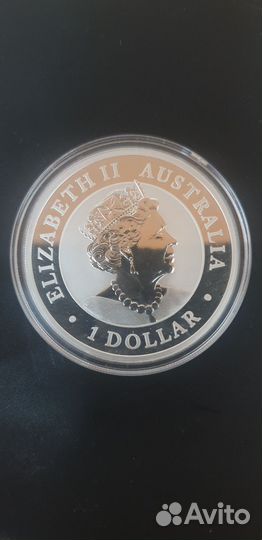 ELIZABETH II AUSTRALIA
• 1 DOLLAR •
Avito